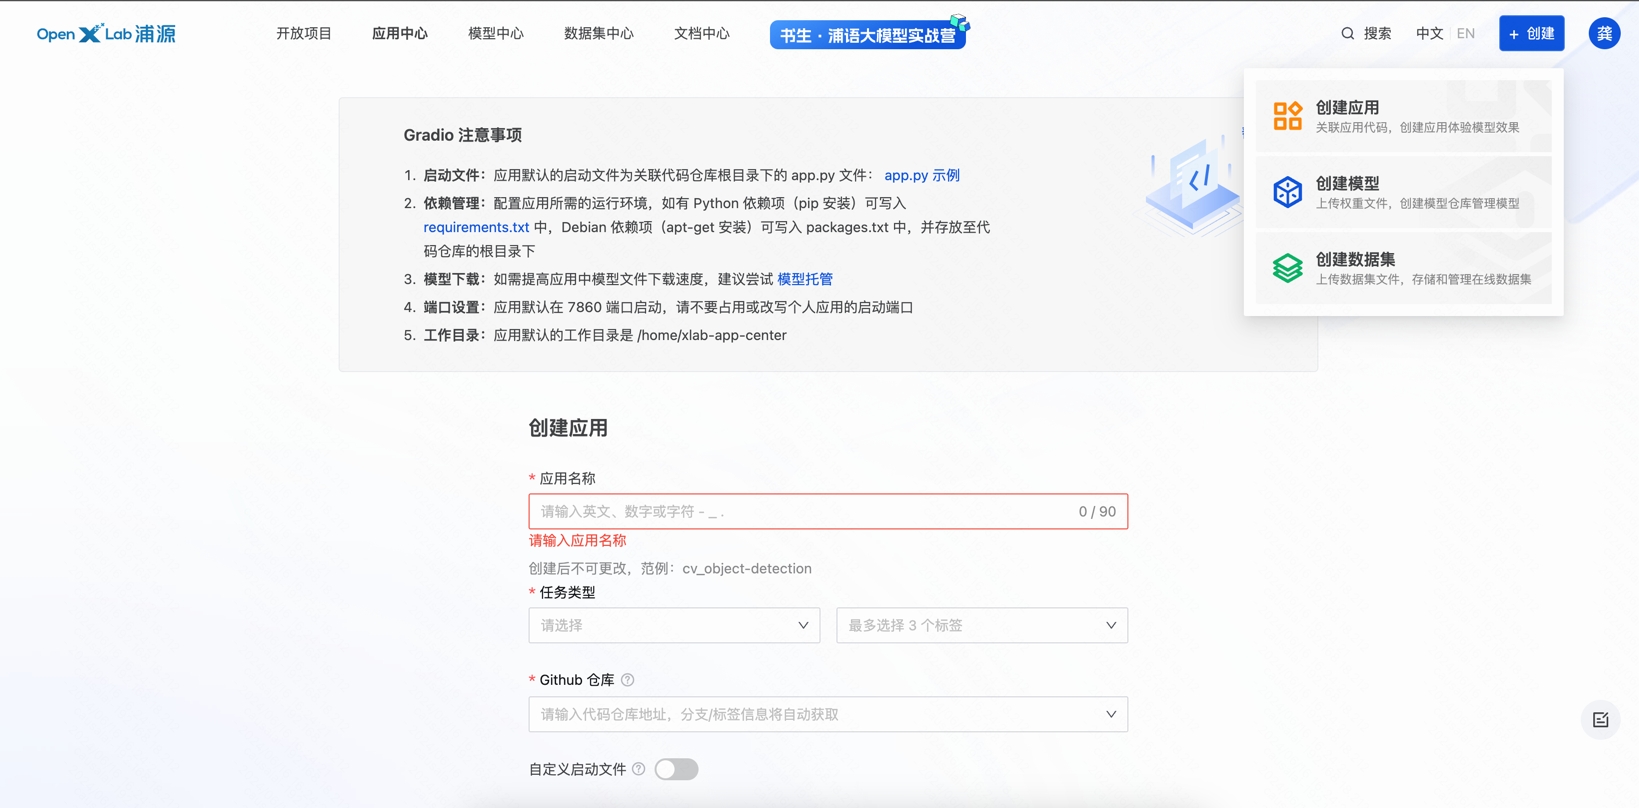 Open X Lab 浦源
开放项目
应用中心
模型中心
数据集中心
文档中心
书生·浦语大模型实战营
搜索
中文 EN
+ 创建
龚
创建应用
关联应用代码，创建应用体验模型效果
创建模型
上传权重文件，创建模型仓库管理模型
创建数据集
上传数据集文件，存储和管理在线数据集
Gradio 注意事项
1. 启动文件：应用默认的启动文件为关联代码仓库根目录下的 app.py 文件： app.py 示例
2. 依赖管理：配置应用所需的运行环境，如有 Python 依赖项（pip 安装）可写入
requirements.txt 中，Debian 依赖项（apt-get 安装）可写入 packages.txt 中，并存放至代
码仓库的根目录下
3. 模型下载：如需提高应用中模型文件下载速度，建议尝试 模型托管
4. 端口设置：应用默认在 7860 端口启动，请不要占用或改写个人应用的启动端口
5. 工作目录：应用默认的工作目录是 /home/xlab-app-center
创建应用
* 应用名称
请输入英文、数字或字符 - _ .
0 / 90
请输入应用名称
创建后不可更改，范例：cv_object-detection
* 任务类型
请选择
最多选择 3 个标签
* Github 仓库
请输入代码仓库地址，分支/标签信息将自动获取
自定义启动文件